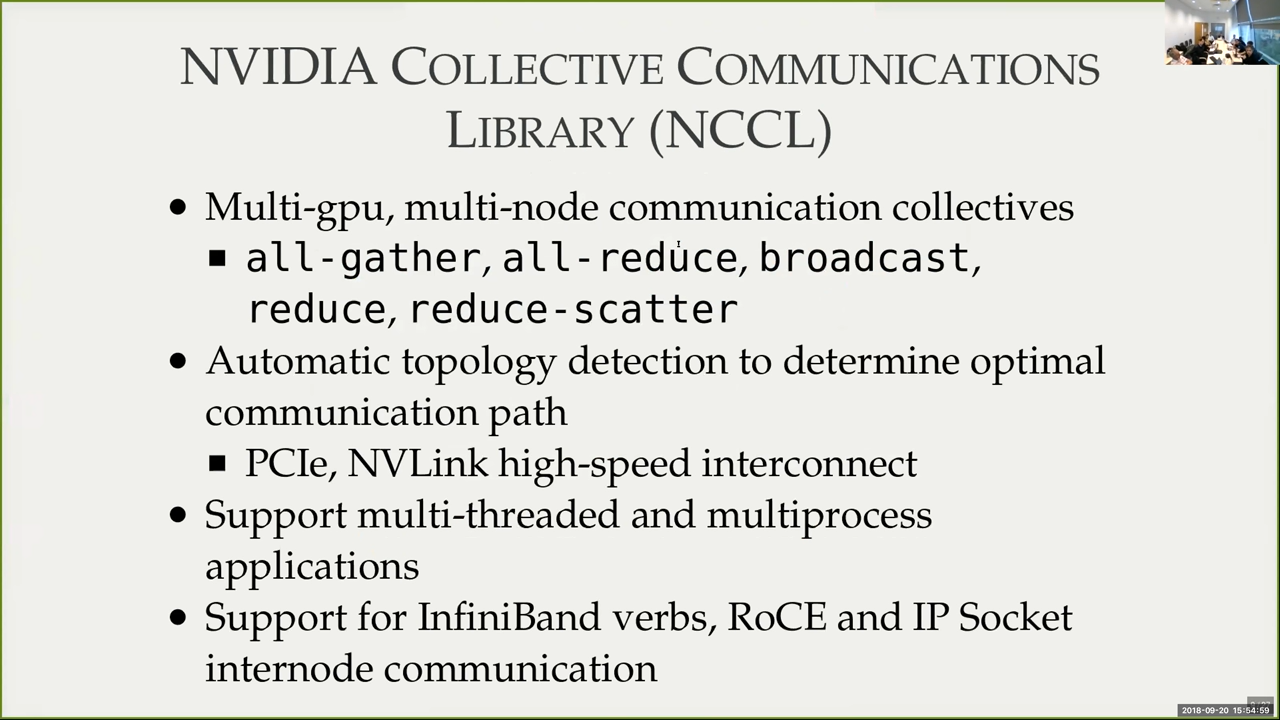 NVIDIA COLLECTIVE COMMUNICATIONS
LIBRARY (NCCL)
• Multi-gpu, multi-node communication collectives
■ all-gather, all-reduce, broadcast,
reduce, reduce-scatter
• Automatic topology detection to determine optimal
communication path
■ PCIe, NVLink high-speed interconnect
• Support multi-threaded and multiprocess
applications
• Support for InfiniBand verbs, RoCE and IP Socket
internode communication
2018-09-20 15:54:59